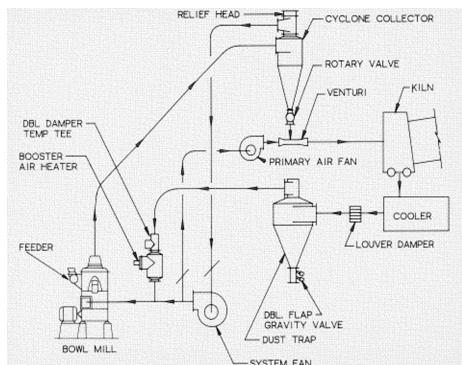 RELIEF HEAD
CYCLONE COLLECTOR
ROTARY VALVE
KILN
VENTURI
DBL DAMPER
TEMP TEE
PRIMARY AIR FAN
BOOSTER
AIR HEATER
COOLER
LOUVER DAMPER
FEEDER
DBL. FLAP
GRAVITY VALVE
DUST TRAP
BOWL MILL
SYSTEM FAN